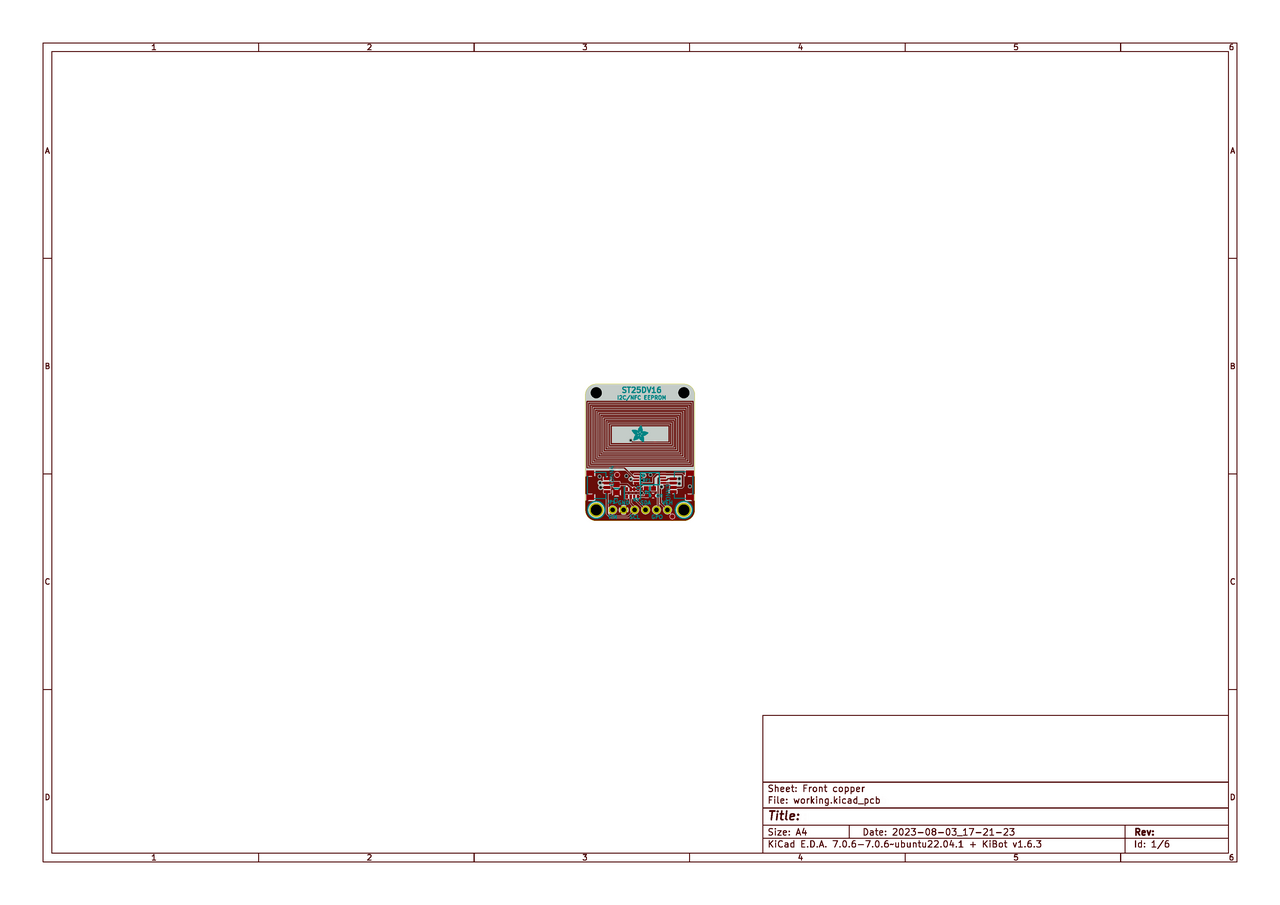 1 2 3 4 5 6
A A
ST25DV16
I2C/NFC EEPROM
B B
C C
D D
Sheet: Front copper
File: working.kicad_pcb
Title:
Size: A4 Date: 2023-08-03_17-21-23 Rev:
KiCad E.D.A. 7.0.6-7.0.6~ubuntu22.04.1 + KiBot v1.6.3 Id: 1/6
1 2 3 4 5 6